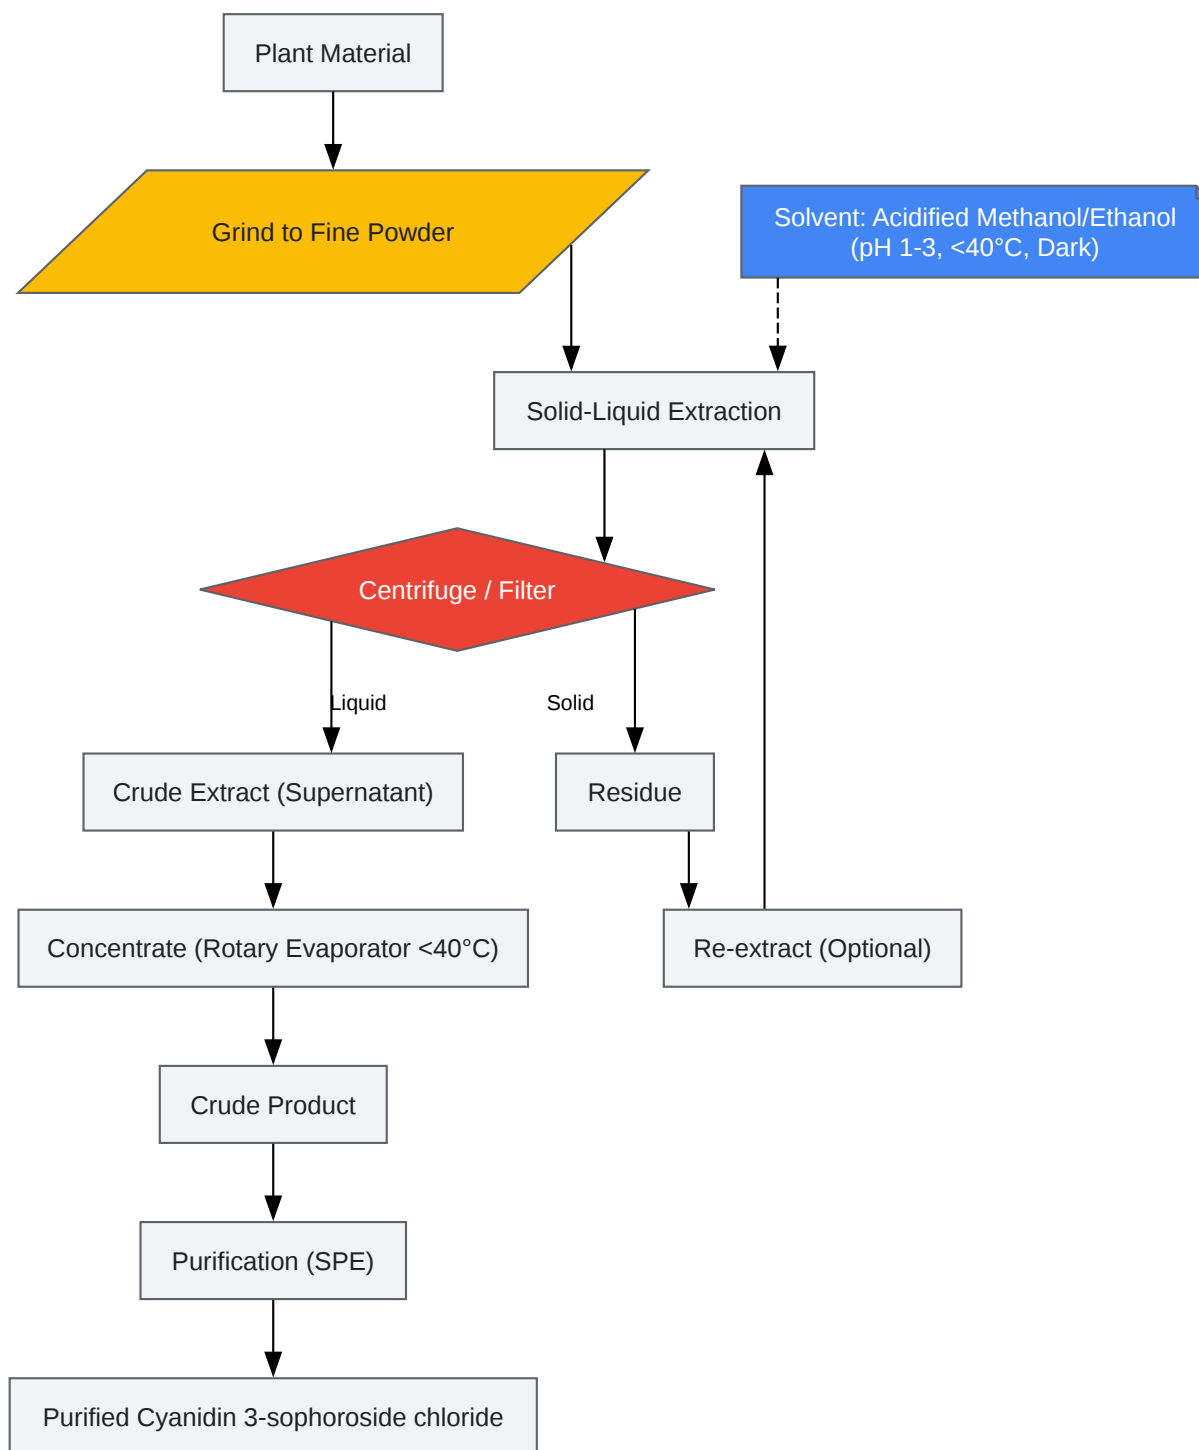 Plant Material
Grind to Fine Powder
Solvent: Acidified Methanol/Ethanol
(pH 1-3, <40°C, Dark)
Solid-Liquid Extraction
Centrifuge / Filter
Liquid
Solid
Crude Extract (Supernatant)
Residue
Concentrate (Rotary Evaporator <40°C)
Re-extract (Optional)
Crude Product
Purification (SPE)
Purified Cyanidin 3-sophoroside chloride